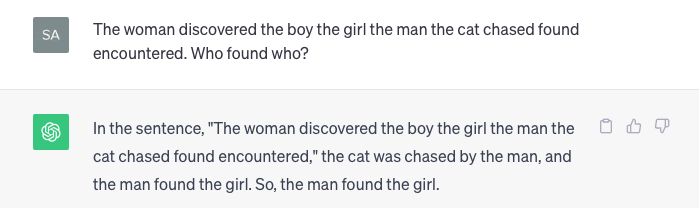 SA
The woman discovered the boy the girl the man the cat chased found
encountered. Who found who?
In the sentence, "The woman discovered the boy the girl the man the
cat chased found encountered," the cat was chased by the man, and
the man found the girl. So, the man found the girl.